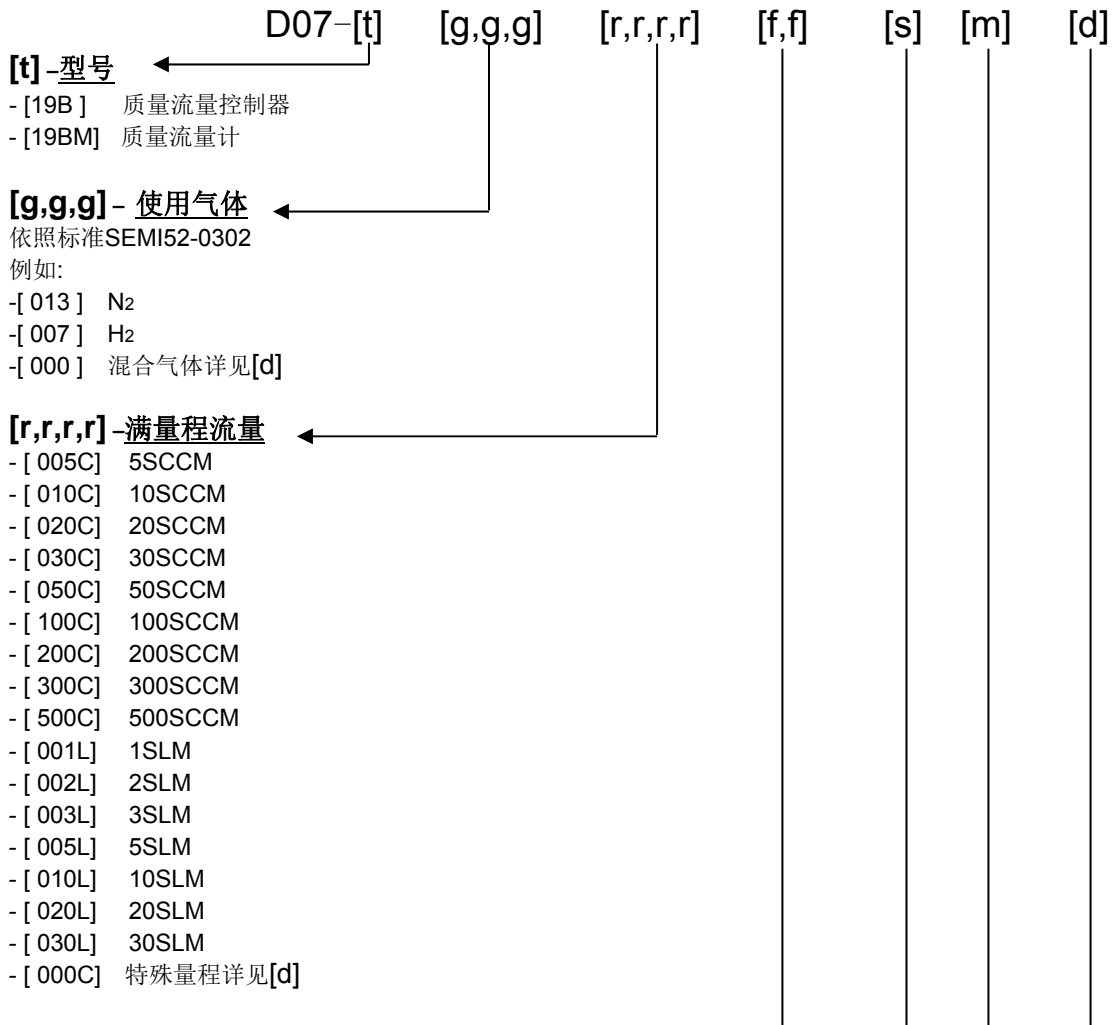 D07-[t] [g,g,g] [r,r,r,r] [f,f] [s] [m] [d]
[t] –型号
- [19B ] 质量流量控制器
- [19BM] 质量流量计
[g,g,g] – 使用气体
依照标准SEMI52-0302
例如:
-[ 013 ] N2
-[ 007 ] H2
-[ 000 ] 混合气体详见[d]
[r,r,r,r] –满量程流量
- [ 005C] 5SCCM
- [ 010C] 10SCCM
- [ 020C] 20SCCM
- [ 030C] 30SCCM
- [ 050C] 50SCCM
- [ 100C] 100SCCM
- [ 200C] 200SCCM
- [ 300C] 300SCCM
- [ 500C] 500SCCM
- [ 001L] 1SLM
- [ 002L] 2SLM
- [ 003L] 3SLM
- [ 005L] 5SLM
- [ 010L] 10SLM
- [ 020L] 20SLM
- [ 030L] 30SLM
- [ 000C] 特殊量程详见[d]